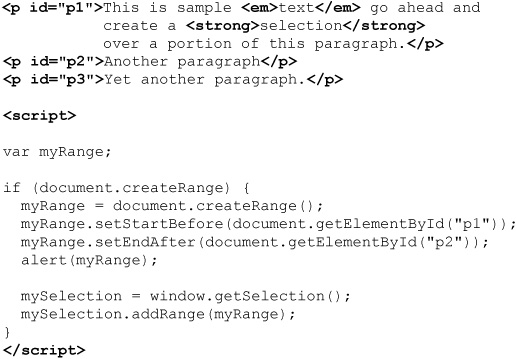 <p id="p1">This is sample <em>text</em> go ahead and
create a <strong>selection</strong>
over a portion of this paragraph.</p>
<p id="p2">Another paragraph</p>
<p id="p3">Yet another paragraph.</p>
<script>
var myRange;
if (document.createRange) {
myRange = document.createRange();
myRange.setStartBefore(document.getElementById("p1"));
myRange.setEndAfter(document.getElementById("p2"));
alert(myRange);
mySelection = window.getSelection();
mySelection.addRange(myRange);
}
</script>